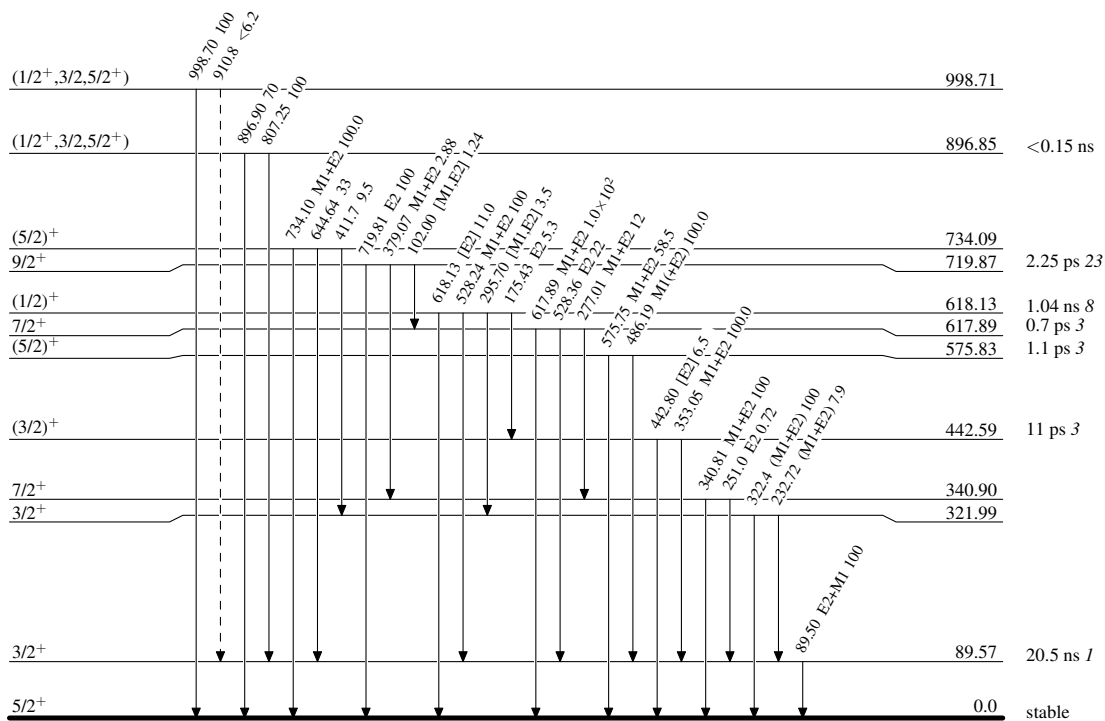 998.70 100
910.8 <6.2
(1/2+,3/2,5/2+) 998.71
896.90 70
807.25 100
(1/2+,3/2,5/2+) 896.85 <0.15 ns
734.10 M1+E2 100.0
644.64 33
411.7 9.5
(5/2)+ 734.09
719.81 E2 100
379.07 M1+E2 2.88
102.00 [M1,E2] 1.24
9/2+ 719.87 2.25 ps 23
618.13 [E2] 11.0
528.24 M1+E2 100
295.70 [M1,E2] 3.5
175.43 E2 5.3
(1/2)+ 618.13 1.04 ns 8
617.89 M1+E2 1.0×10²
528.36 E2 22
277.01 M1+E2 12
7/2+ 617.89 0.7 ps 3
575.75 M1+E2 58.5
486.19 M1(+E2) 100.0
(5/2)+ 575.83 1.1 ps 3
442.80 [E2] 6.5
353.05 M1+E2 100.0
(3/2)+ 442.59 11 ps 3
340.81 M1+E2 100
251.0 E2 0.72
7/2+ 340.90
322.4 (M1+E2) 100
232.72 (M1+E2) 7.9
3/2+ 321.99
89.50 E2+M1 100
3/2+ 89.57 20.5 ns 1
5/2+ 0.0 stable